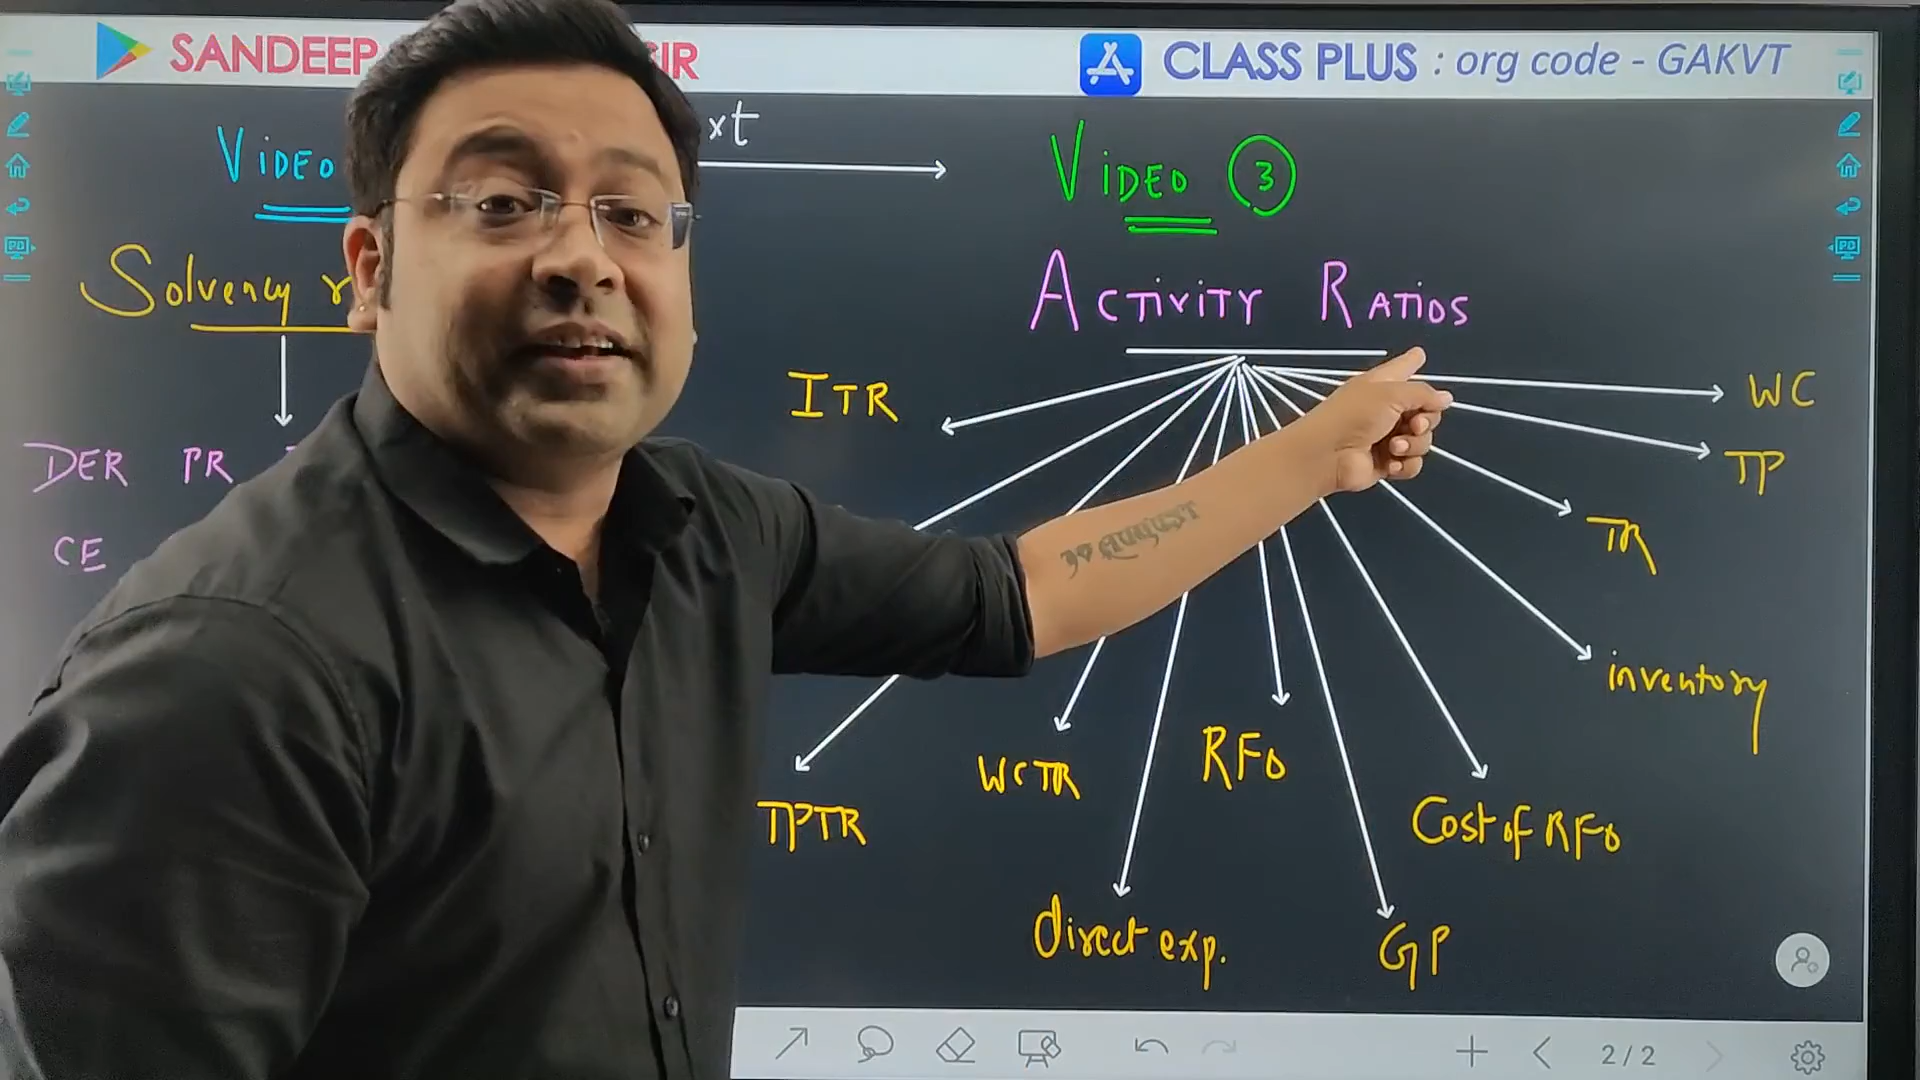 SANDEEP SIR
CLASS PLUS : org code - GAKVT
VIDEO
xt
VIDEO 3
Solvency r
ACTIVITY RATIOS
ITR
WC
DER PR
TP
CE
TR
inventory
TPTR
WCTR
RFO
Cost of RFO
direct exp.
GP
2/2